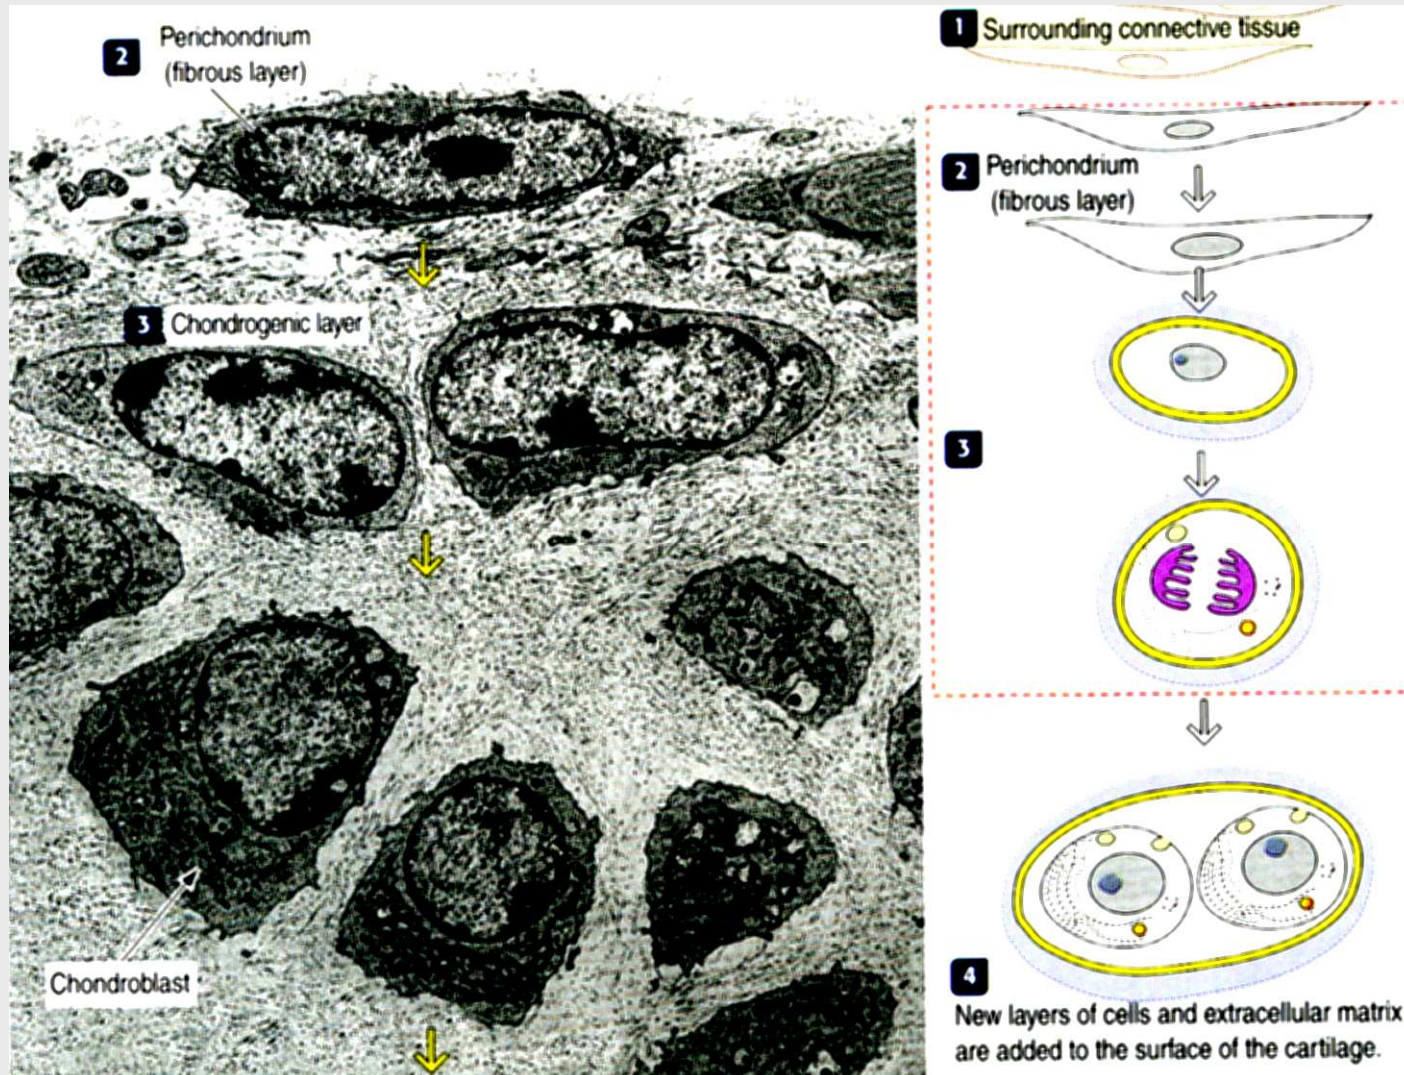 2 Perichondrium
(fibrous layer)
3 Chondrogenic layer
Chondroblast
1 Surrounding connective tissue
2 Perichondrium
(fibrous layer)
3
4
New layers of cells and extracellular matrix
are added to the surface of the cartilage.